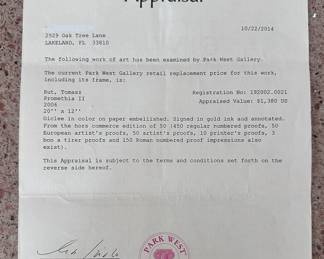 Appraisal
10/22/2014
2929 Oak Tree Lane
LAKELAND, FL 33810
The following work of art has been examined by Park West Gallery.
The current Park West Gallery retail replacement price for this work,
including its frame, is:
Rut, Tomasz
Registration No: 192002.0021
Promethia II
Appraised Value: $1,380 US
2006
20" x 12"
Giclee in color on paper embellished. Signed in gold ink and annotated.
From the hors commerce edition of 50 (450 regular numbered proofs, 50
European artist's proofs, 50 artist's proofs, 10 printer's proofs, 3
bon a tirer proofs and 150 Roman numbered proof impressions also
exist).
This Appraisal is subject to the terms and conditions set forth on the
reverse side hereof.
PARK WEST